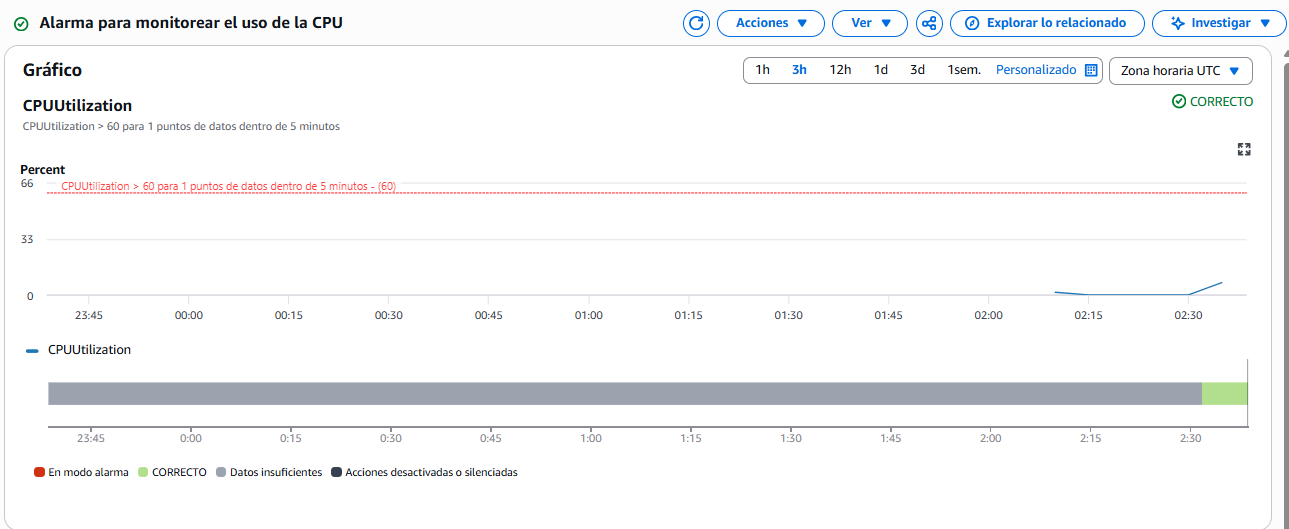 Alarma para monitorear el uso de la CPU
Acciones
Ver
Explorar lo relacionado
Investigar
Gráfico
1h 3h 12h 1d 3d 1sem. Personalizado
Zona horaria UTC
CPUUtilization
CORRECTO
CPUUtilization > 60 para 1 puntos de datos dentro de 5 minutos
Percent
66
CPUUtilization > 60 para 1 puntos de datos dentro de 5 minutos - (60)
33
0
23:45 00:00 00:15 00:30 00:45 01:00 01:15 01:30 01:45 02:00 02:15 02:30
CPUUtilization
23:45 0:00 0:15 0:30 0:45 1:00 1:15 1:30 1:45 2:00 2:15 2:30
En modo alarma CORRECTO Datos insuficientes Acciones desactivadas o silenciadas